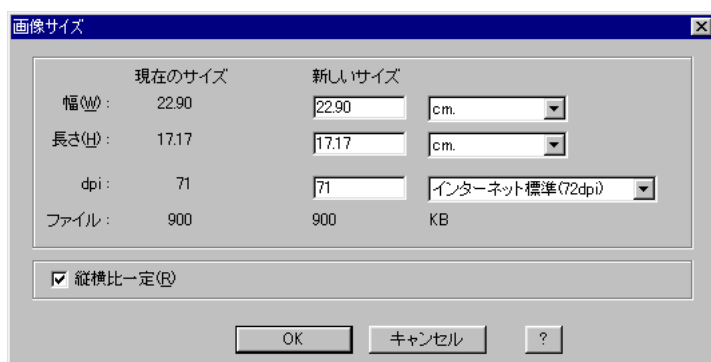 画像サイズ
現在のサイズ 新しいサイズ
幅(W): 22.90 22.90 cm.
長さ(H): 17.17 17.17 cm.
dpi: 71 71 インターネット標準(72dpi)
ファイル: 900 900 KB
縦横比一定(R)
OK キャンセル ?